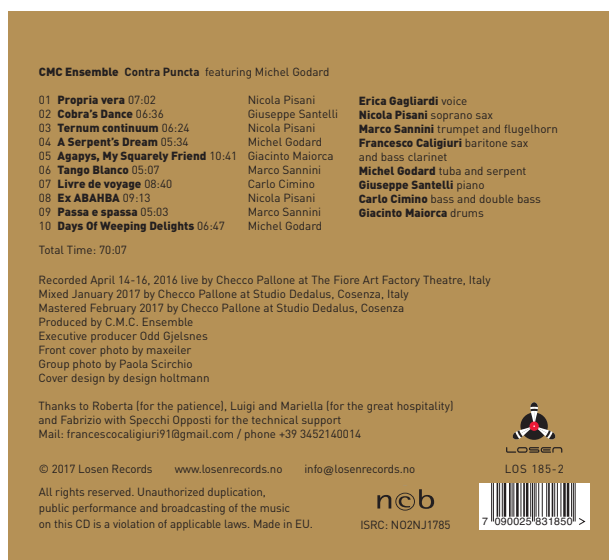 CMC Ensemble Contra Puncta featuring Michel Godard
01 Propria vera 07:02 Nicola Pisani
02 Cobra's Dance 06:36 Giuseppe Santelli
03 Ternum continuum 06:24 Nicola Pisani
04 A Serpent's Dream 05:34 Michel Godard
05 Agapys, My Squarely Friend 10:41 Giacinto Maiorca
06 Tango Blanco 05:07 Marco Sannini
07 Livre de voyage 08:40 Carlo Cimino
08 Ex ABAHBA 09:13 Nicola Pisani
09 Passa e spassa 05:03 Marco Sannini
10 Days Of Weeping Delights 06:47 Michel Godard
Erica Gagliardi voice
Nicola Pisani soprano sax
Marco Sannini trumpet and flugelhorn
Francesco Caligiuri baritone sax
and bass clarinet
Michel Godard tuba and serpent
Giuseppe Santelli piano
Carlo Cimino bass and double bass
Giacinto Maiorca drums
Total Time: 70:07
Recorded April 14-16, 2016 live by Checco Pallone at The Fiore Art Factory Theatre, Italy
Mixed January 2017 by Checco Pallone at Studio Dedalus, Cosenza, Italy
Mastered February 2017 by Checco Pallone at Studio Dedalus, Cosenza
Produced by C.M.C. Ensemble
Executive producer Odd Gjelsnes
Front cover photo by maxeiler
Group photo by Paola Scirchio
Cover design by design holtmann
Thanks to Roberta (for the patience), Luigi and Mariella (for the great hospitality)
and Fabrizio with Specchi Opposti for the technical support
Mail: francescocaligiuri91@gmail.com / phone +39 3452140014
LOSEN
LOS 185-2
© 2017 Losen Records www.losenrecords.no info@losenrecords.no
All rights reserved. Unauthorized duplication,
public performance and broadcasting of the music
on this CD is a violation of applicable laws. Made in EU.
n©b
ISRC: NO2NJ1785
7 090025 831850 >